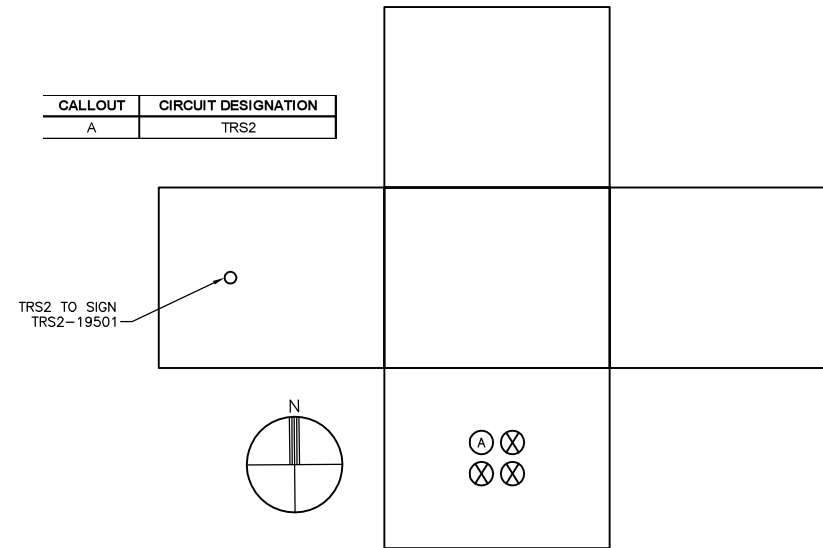 CALLOUT CIRCUIT DESIGNATION
A TRS2
TRS2 TO SIGN
TRS2-19501
N
A